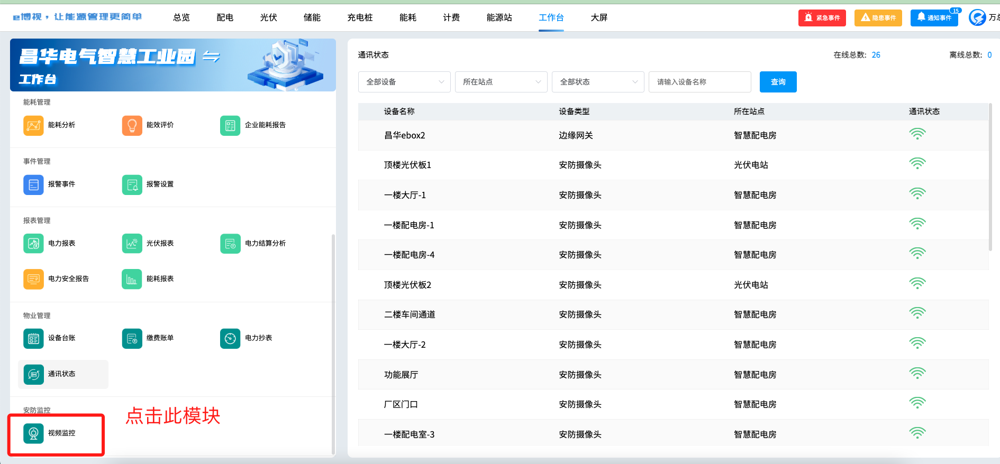 e博视，让能源管理更简单
总览
配电
光伏
储能
充电桩
能耗
计费
能源站
工作台
大屏
紧急事件
隐患事件
通知事件
15
昌华电气智慧工业园
工作台
能耗管理
能耗分析
能效评价
企业能耗报告
事件管理
报警事件
报警设置
报表管理
电力报表
光伏报表
电力结算分析
电力安全报告
能耗报表
物业管理
设备台账
缴费账单
电力抄表
通讯状态
安防监控
视频监控
点击此模块
通讯状态
在线总数: 26
离线总数: 0
全部设备
所在站点
全部状态
请输入设备名称
查询
设备名称 设备类型 所在站点 通讯状态
昌华ebox2 边缘网关 智慧配电房
顶楼光伏板1 安防摄像头 光伏电站
一楼大厅-1 安防摄像头 智慧配电房
一楼配电房-1 安防摄像头 智慧配电房
一楼配电房-4 安防摄像头 智慧配电房
顶楼光伏板2 安防摄像头 光伏电站
二楼车间通道 安防摄像头 智慧配电房
一楼大厅-2 安防摄像头 智慧配电房
功能展厅 安防摄像头 智慧配电房
厂区门口 安防摄像头 智慧配电房
一楼配电室-3 安防摄像头 智慧配电房